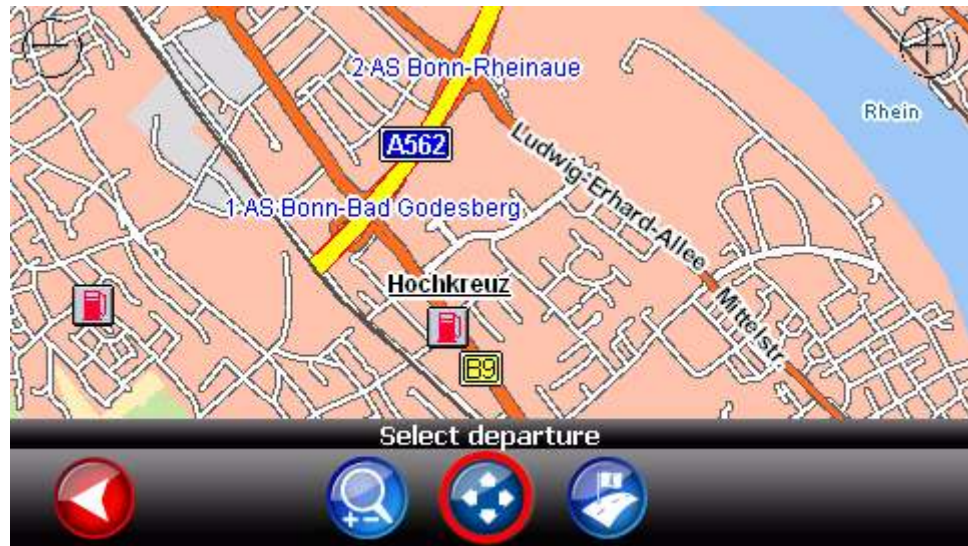 2 AS Bonn-Rheinaue
Rhein
A562
Ludwig-Erhard-Allee
1 AS Bonn-Bad Godesberg
Hochkreuz
Mittelstr.
B9
Select departure